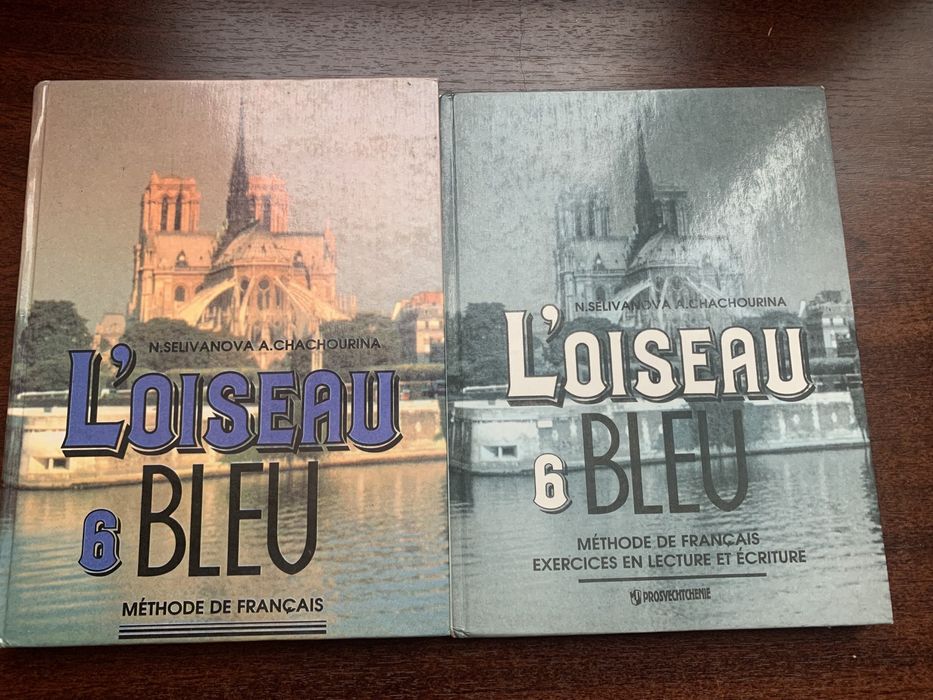 N.SELIVANOVA A.CHACHOURINA
L'OISEAU
6 BLEU
MÉTHODE DE FRANÇAIS
N.SELIVANOVA A.CHACHOURINA
L'OISEAU
6 BLEU
MÉTHODE DE FRANÇAIS
EXERCICES EN LECTURE ET ÉCRITURE
PROSVECHTCHENIE